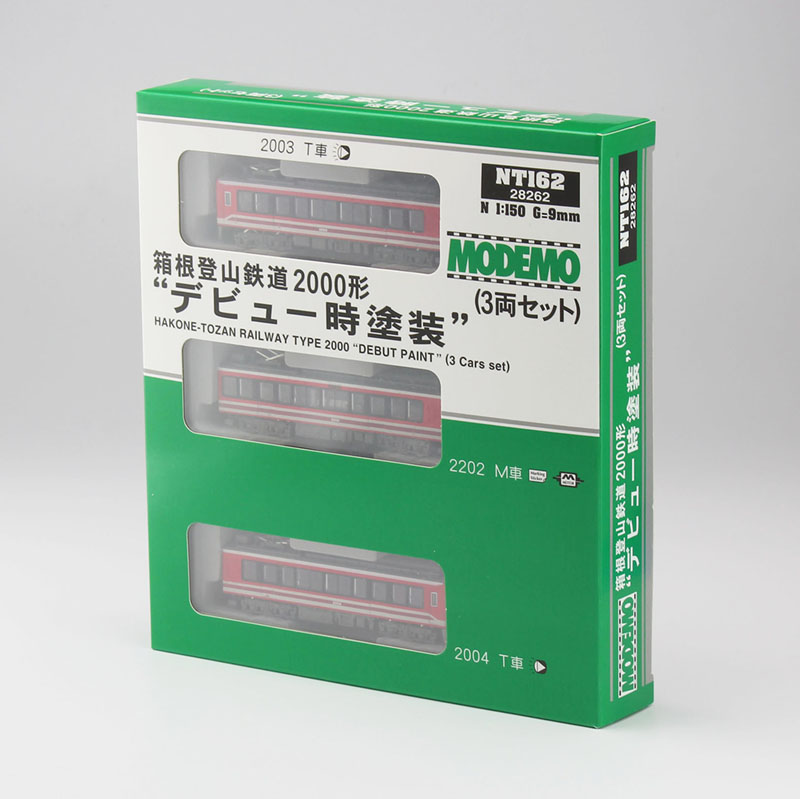 2003 T車
NT162
28262
N 1:150 G=9mm
MODEMO
(3両セット)
箱根登山鉄道2000形
“デビュー時塗装”
HAKONE-TOZAN RAILWAY TYPE 2000 “DEBUT PAINT” (3 Cars set)
2202 M車
2004 T車
NT162
28262
(3両セット)
箱根登山鉄道2000形
“デビュー時塗装”
MODEMO